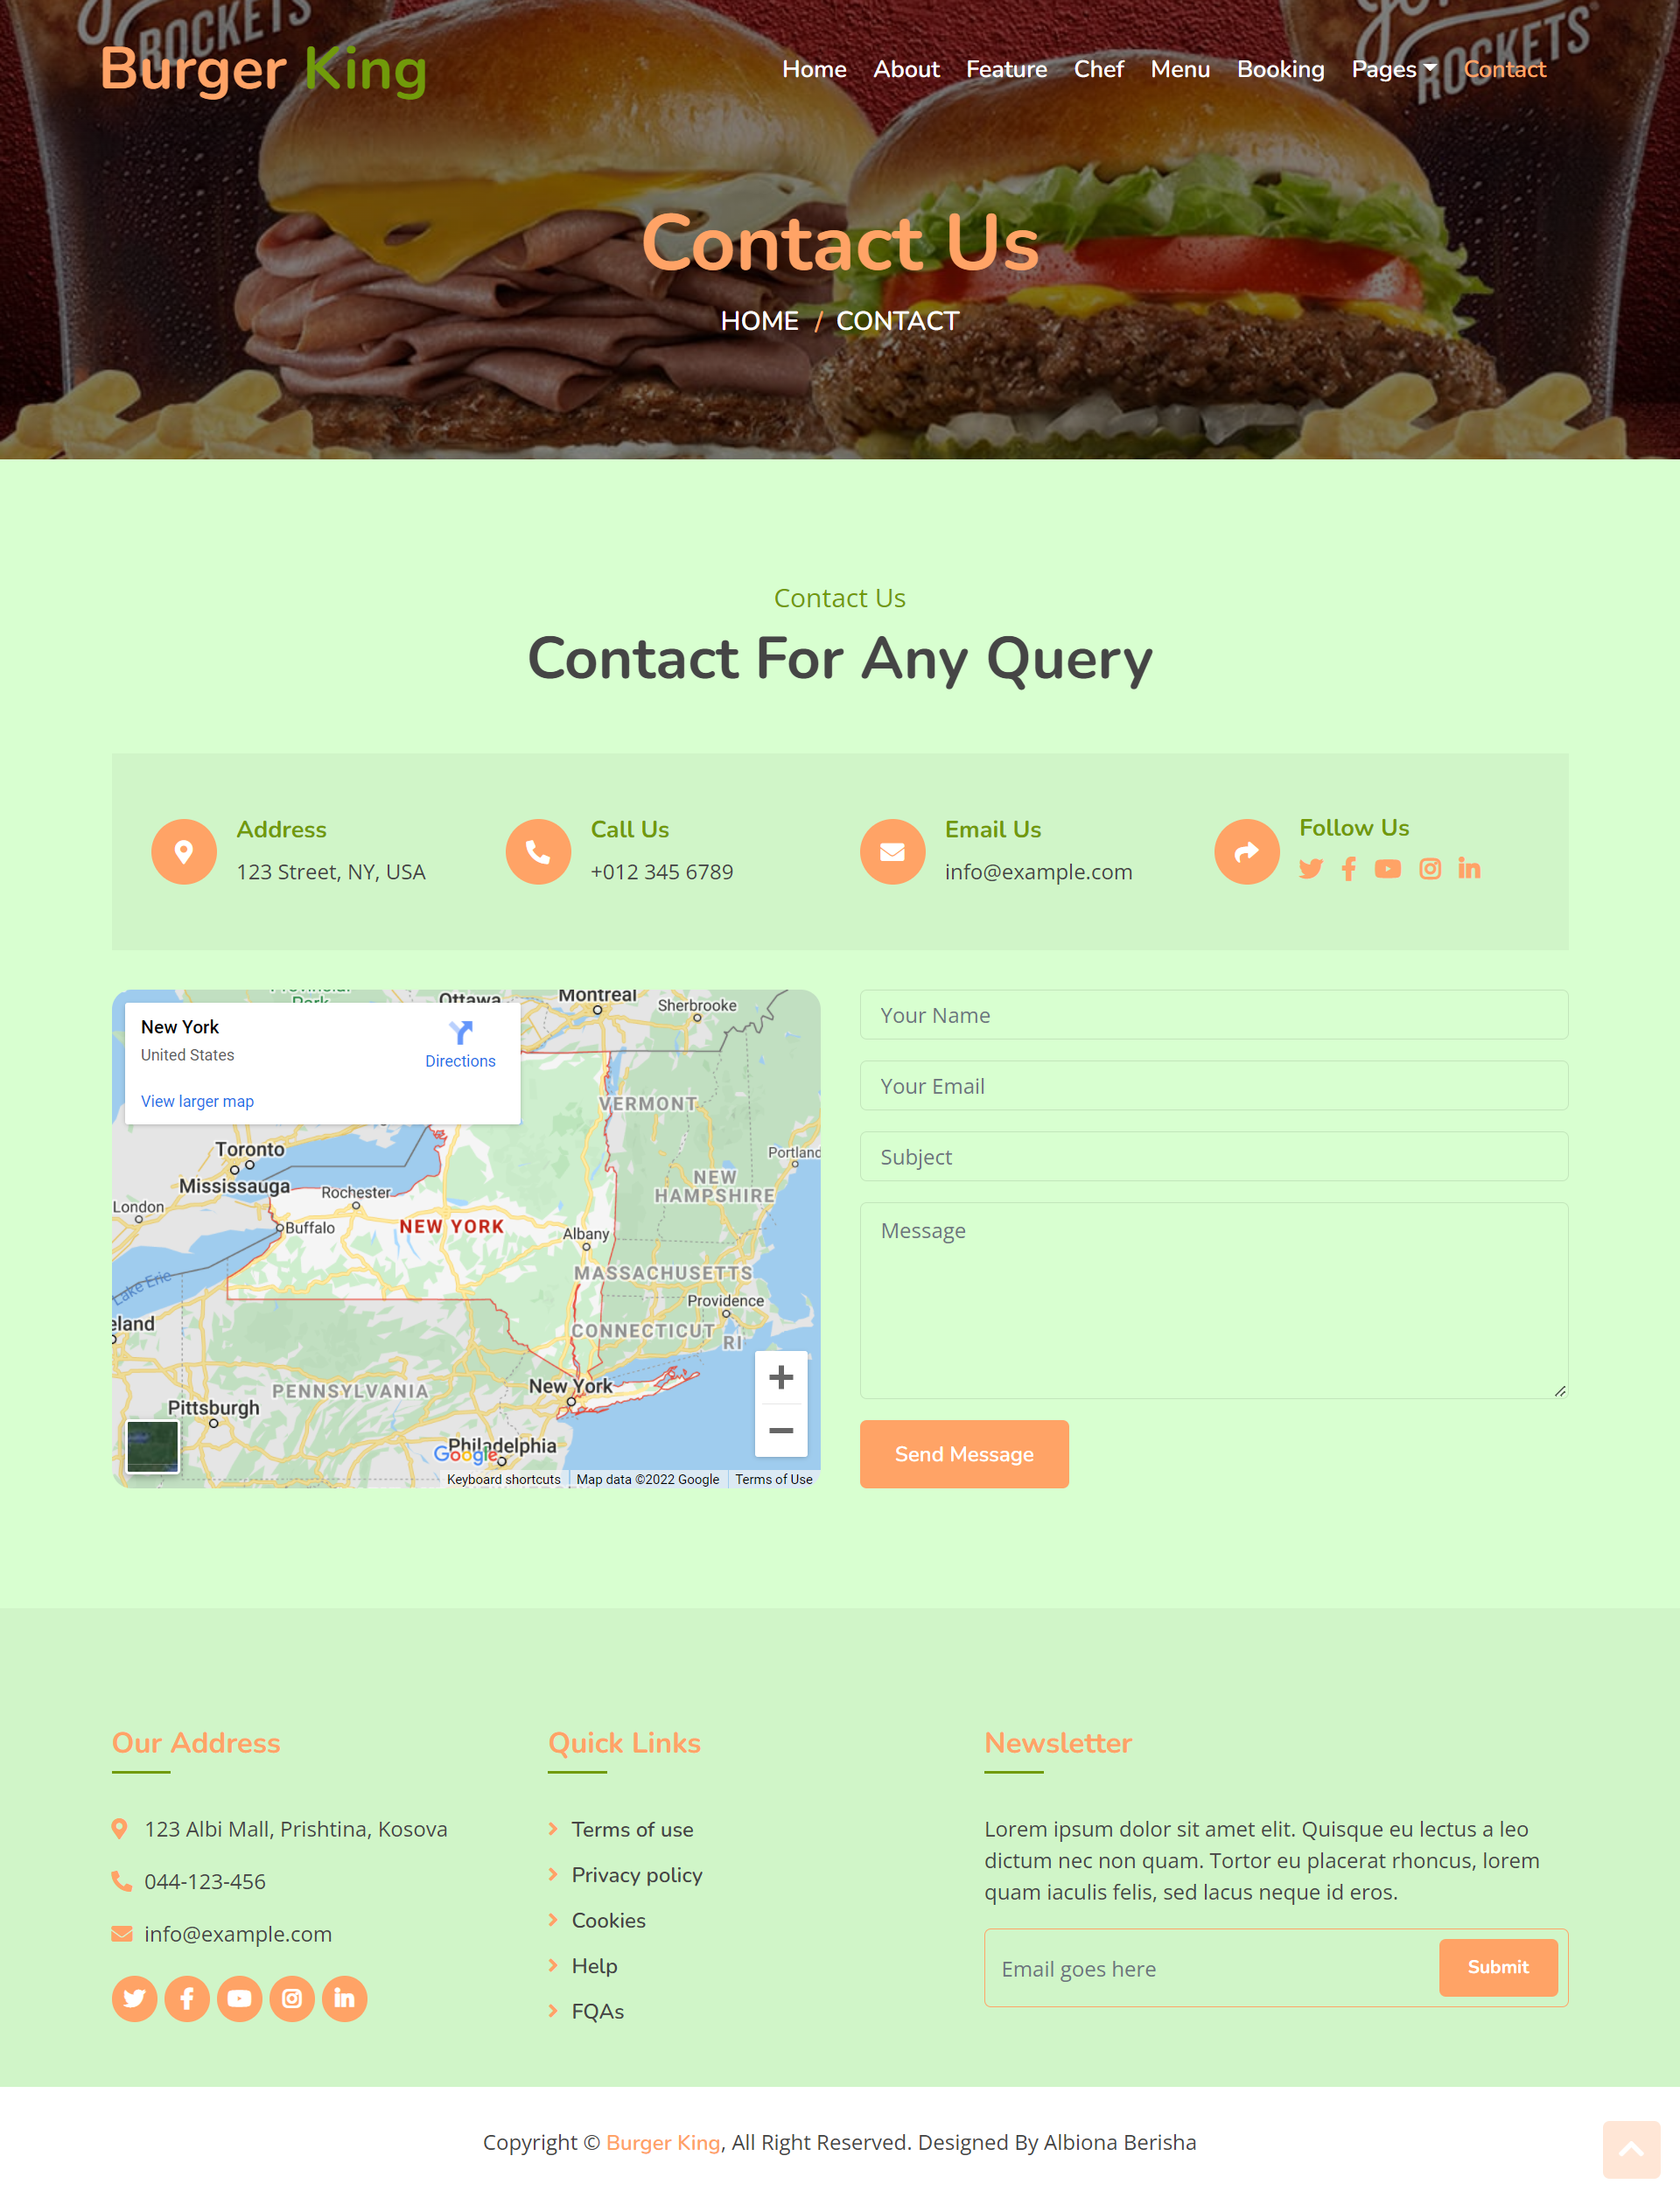 ROCKETS
ROCKETS
Burger King
Home About Feature Chef Menu Booking Pages Contact
Contact Us
HOME / CONTACT
Contact Us
Contact For Any Query
Address
123 Street, NY, USA
Call Us
+012 345 6789
Email Us
info@example.com
Follow Us
New York
United States
Directions
View larger map
Ottawa
Montreal
Sherbrooke
VERMONT
Toronto
Mississauga
Rochester
London
Buffalo
NEW YORK
Albany
Portland
NEW
HAMPSHIRE
MASSACHUSETTS
Lake Erie
Providence
eland
CONNECTICUT
RI
PENNSYLVANIA
New York
Pittsburgh
Philadelphia
Google
Keyboard shortcuts Map data ©2022 Google Terms of Use
Your Name
Your Email
Subject
Message
Send Message
Our Address
123 Albi Mall, Prishtina, Kosova
044-123-456
info@example.com
Quick Links
Terms of use
Privacy policy
Cookies
Help
FQAs
Newsletter
Lorem ipsum dolor sit amet elit. Quisque eu lectus a leo
dictum nec non quam. Tortor eu placerat rhoncus, lorem
quam iaculis felis, sed lacus neque id eros.
Email goes here
Submit
Copyright © Burger King, All Right Reserved. Designed By Albiona Berisha